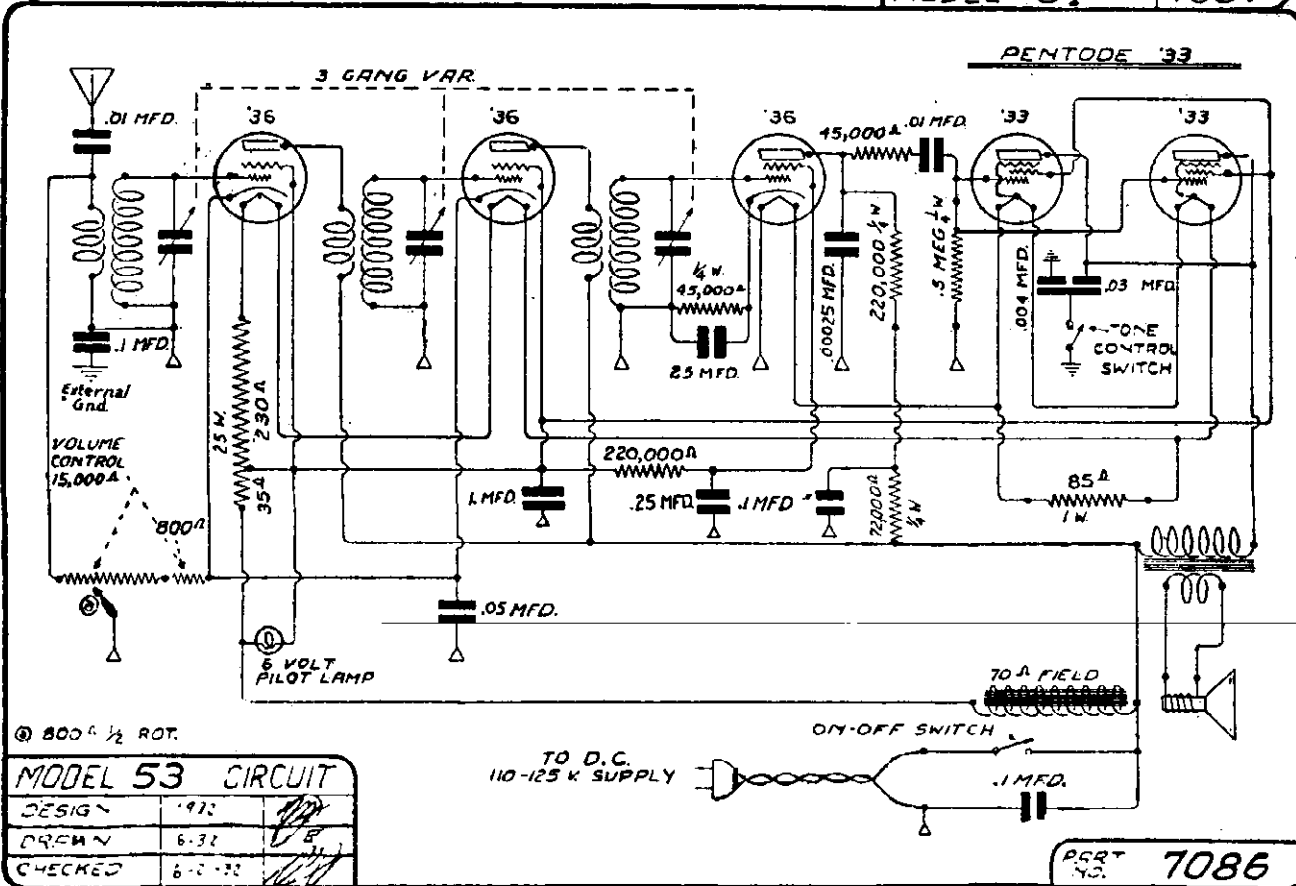 PENTODE '33
3 GANG VAR.
.01 MFD.
'36
'36
'36
45,000Ω
.01 MFD.
'33
'33
.1 MFD.
External
Gnd.
25 W.
230Ω
35Ω
¼ W.
45,000Ω
.25 MFD.
.00025 MFD.
220,000 ¼ W.
.5 MEG ¼ W
.004 MFD.
.03 MFD.
TONE
CONTROL
SWITCH
VOLUME
CONTROL
15,000Ω
800Ω
220,000Ω
.1 MFD.
.25 MFD.
.1 MFD
72,000Ω
¼ W
85Ω
1 W.
.05 MFD.
6 VOLT
PILOT LAMP
70Ω FIELD
ON-OFF SWITCH
TO D.C.
110-125 V. SUPPLY
.1 MFD.
@ 800Ω ½ ROT.
MODEL 53 CIRCUIT
DESIGN
DRAWN 6-32
CHECKED
PART
NO. 7086